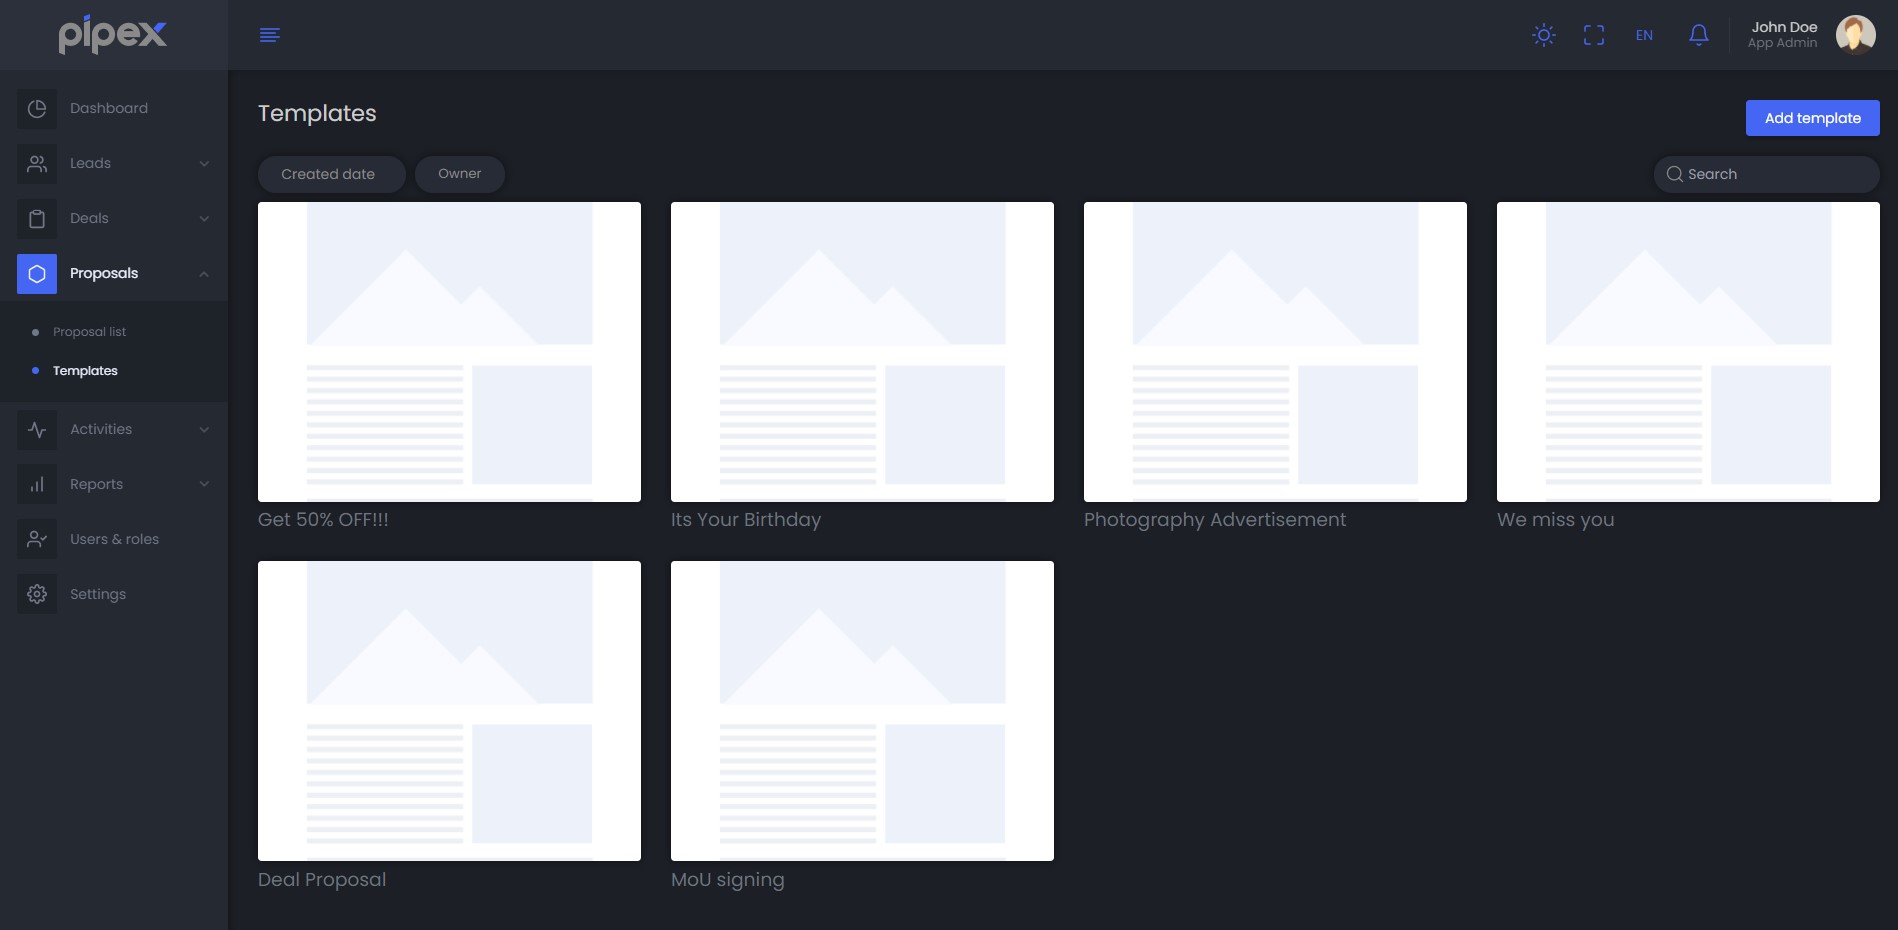 pipex
EN
John Doe
App Admin
Dashboard
Leads
Deals
Proposals
Proposal list
Templates
Activities
Reports
Users & roles
Settings
Templates
Add template
Created date
Owner
Search
Get 50% OFF!!!
Its Your Birthday
Photography Advertisement
We miss you
Deal Proposal
MoU signing